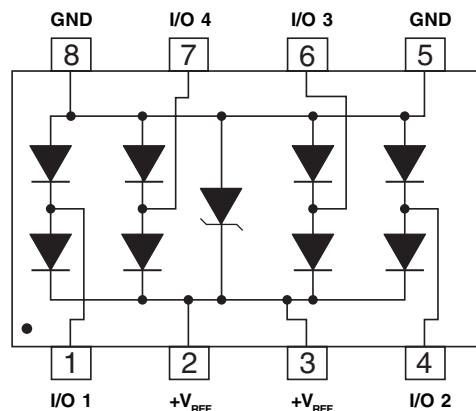 GND I/O 4 I/O 3 GND
8 7 6 5
1 2 3 4
I/O 1 +VREF +VREF I/O 2